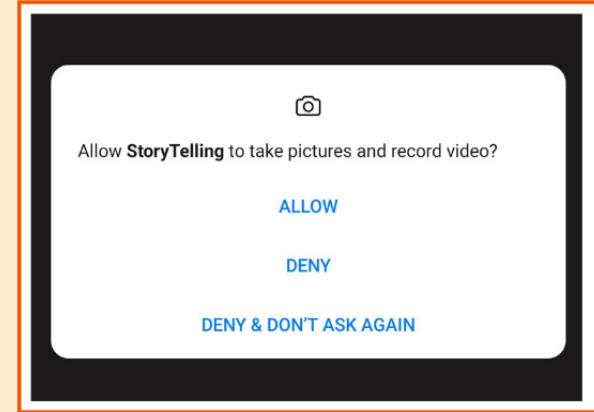 Allow StoryTelling to take pictures and record video?
ALLOW
DENY
DENY & DON'T ASK AGAIN